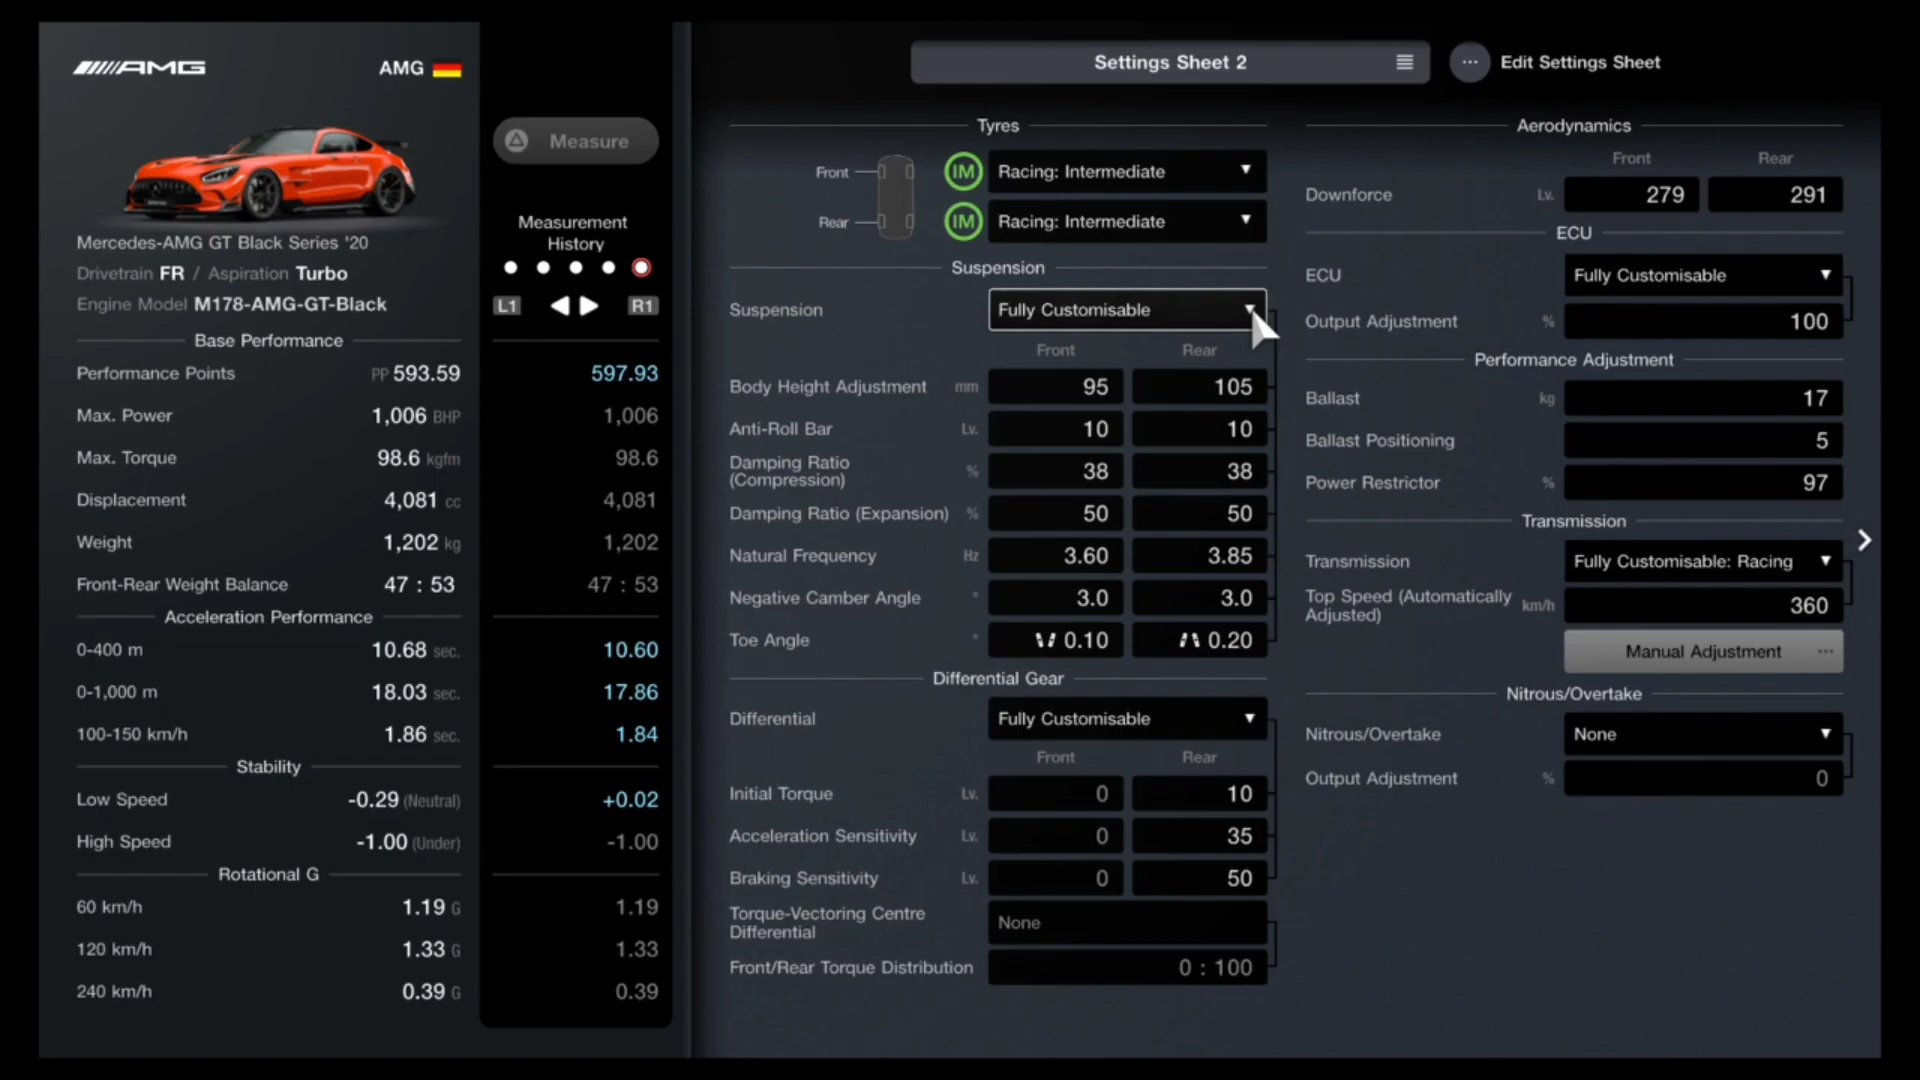 AMG
AMG
Mercedes-AMG GT Black Series '20
Drivetrain FR / Aspiration Turbo
Engine Model M178-AMG-GT-Black
Base Performance
Performance Points PP 593.59
Max. Power 1,006 BHP
Max. Torque 98.6 kgfm
Displacement 4,081 cc
Weight 1,202 kg
Front-Rear Weight Balance 47 : 53
Acceleration Performance
0-400 m 10.68 sec.
0-1,000 m 18.03 sec.
100-150 km/h 1.86 sec.
Stability
Low Speed -0.29 (Neutral)
High Speed -1.00 (Under)
Rotational G
60 km/h 1.19 G
120 km/h 1.33 G
240 km/h 0.39 G
Measure
Measurement
History
L1 R1
597.93
1,006
98.6
4,081
1,202
47 : 53
10.60
17.86
1.84
+0.02
-1.00
1.19
1.33
0.39
Settings Sheet 2
Edit Settings Sheet
Tyres
Front IM Racing: Intermediate
Rear IM Racing: Intermediate
Suspension
Suspension Fully Customisable
Front Rear
Body Height Adjustment mm 95 105
Anti-Roll Bar Lv. 10 10
Damping Ratio
(Compression) % 38 38
Damping Ratio (Expansion) % 50 50
Natural Frequency Hz 3.60 3.85
Negative Camber Angle ° 3.0 3.0
Toe Angle ° 0.10 0.20
Differential Gear
Differential Fully Customisable
Front Rear
Initial Torque Lv. 0 10
Acceleration Sensitivity Lv. 0 35
Braking Sensitivity Lv. 0 50
Torque-Vectoring Centre
Differential None
Front/Rear Torque Distribution 0 : 100
Aerodynamics
Front Rear
Downforce Lv. 279 291
ECU
ECU Fully Customisable
Output Adjustment % 100
Performance Adjustment
Ballast kg 17
Ballast Positioning 5
Power Restrictor % 97
Transmission
Transmission Fully Customisable: Racing
Top Speed (Automatically
Adjusted) km/h 360
Manual Adjustment
Nitrous/Overtake
Nitrous/Overtake None
Output Adjustment % 0